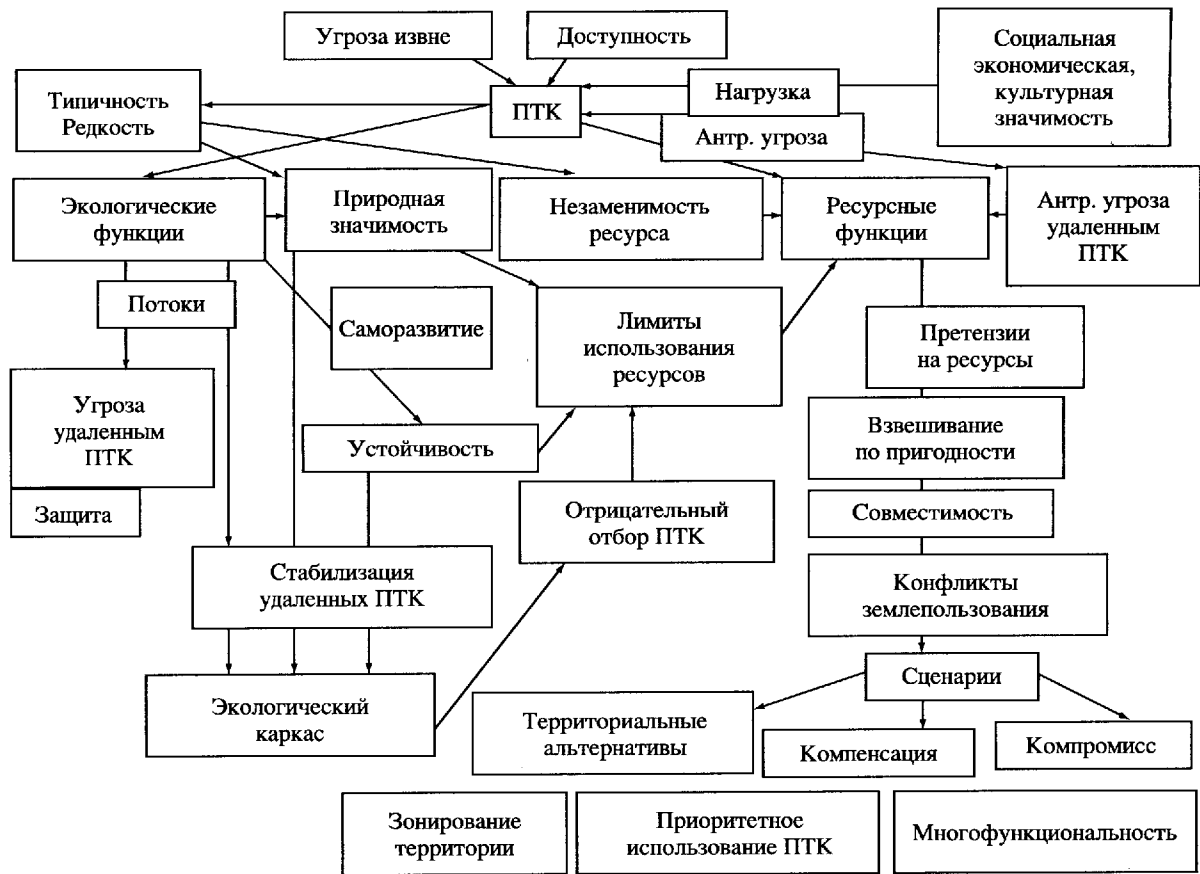 Угроза извне
Доступность
Социальная
экономическая,
культурная
значимость
Типичность
Редкость
ПТК
Нагрузка
Антр. угроза
Экологические
функции
Природная
значимость
Незаменимость
ресурса
Ресурсные
функции
Антр. угроза
удаленным
ПТК
Потоки
Саморазвитие
Лимиты
использования
ресурсов
Претензии
на ресурсы
Угроза
удаленным
ПТК
Устойчивость
Взвешивание
по пригодности
Защита
Отрицательный
отбор ПТК
Совместимость
Стабилизация
удаленных ПТК
Конфликты
землепользования
Экологический
каркас
Сценарии
Территориальные
альтернативы
Компенсация
Компромисс
Зонирование
территории
Приоритетное
использование ПТК
Многофункциональность